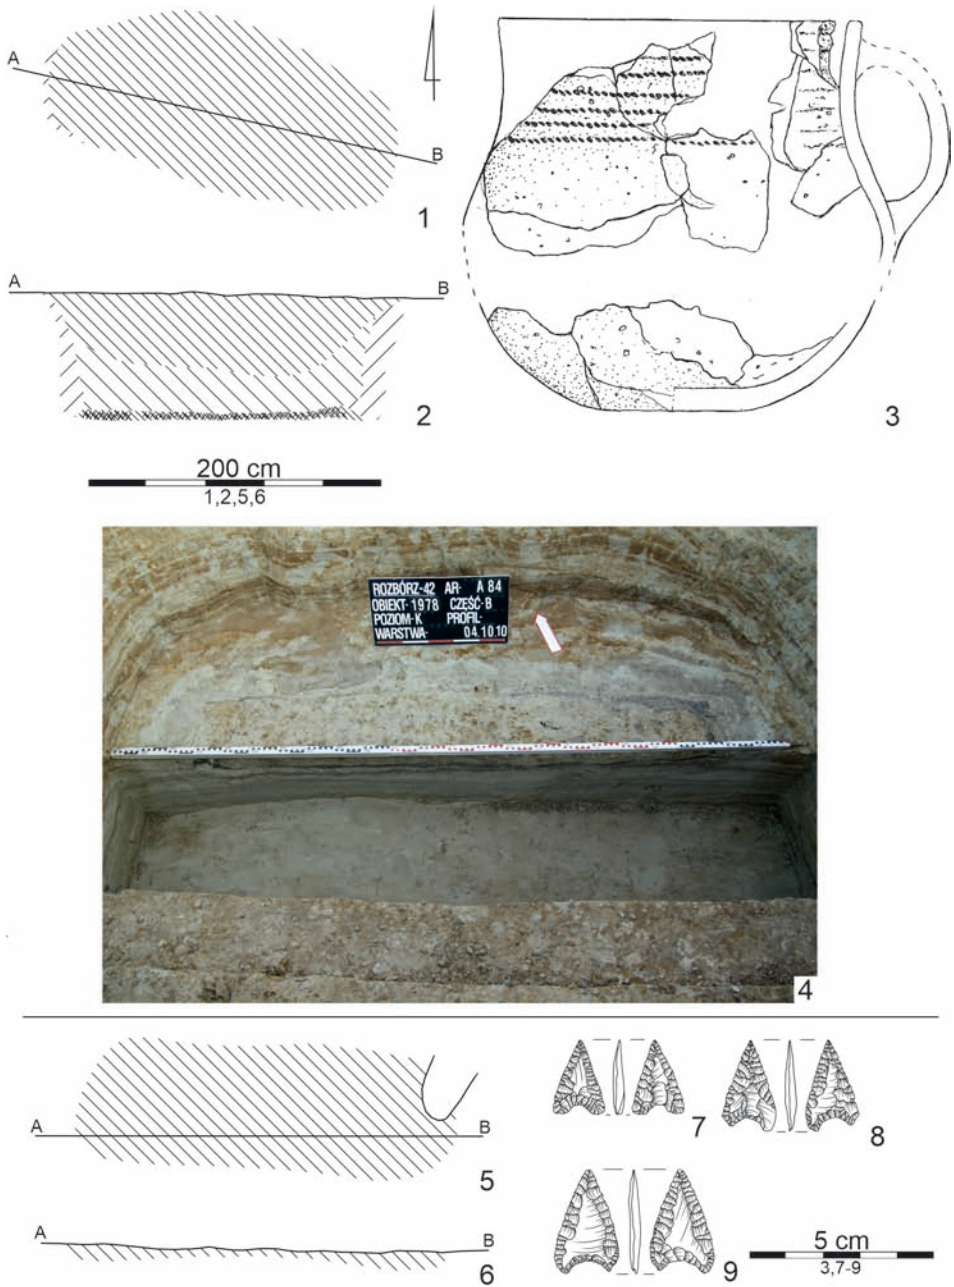 A
B
1
A
B
2
3
200 cm
1,2,5,6
ROZBÓRZ-42 AR- A 84
OBIEKT-1978 CZĘŚĆ-B
POZIOM-K PROFIL-
WARSTWA- 04.10.10
4
A
B
5
A
B
6
7
8
9
5 cm
3,7-9